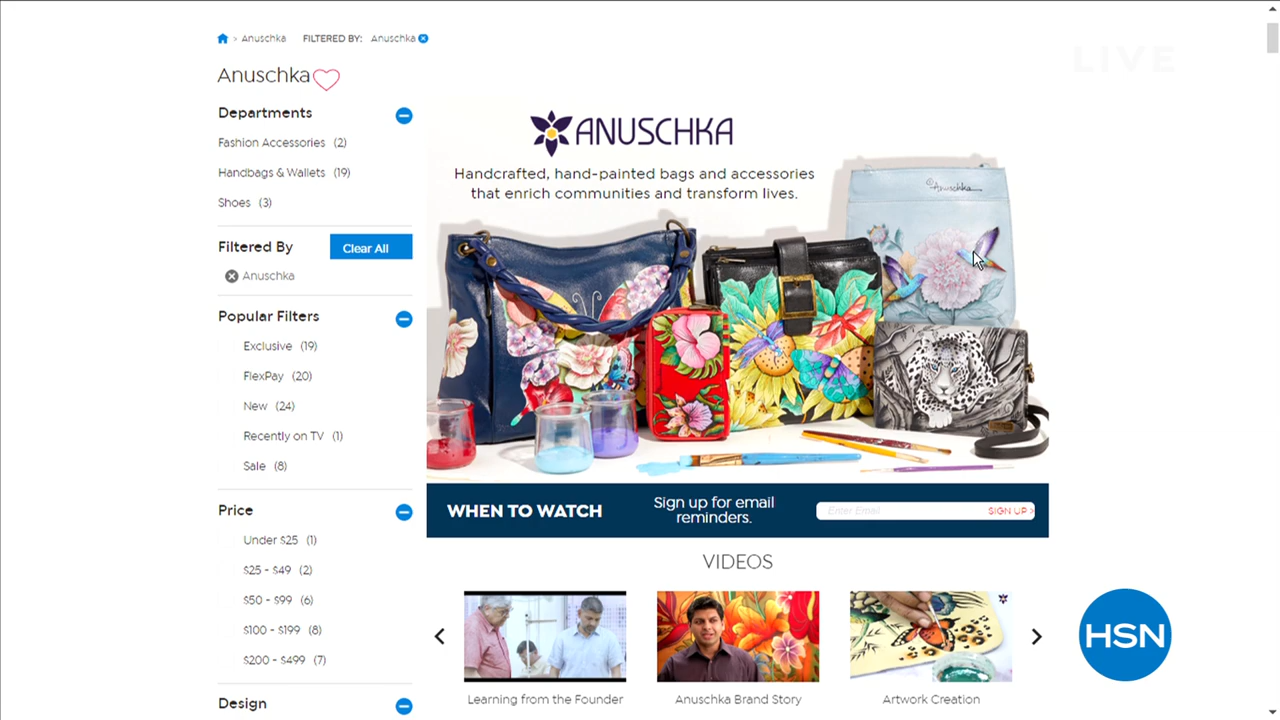 > Anuschka FILTERED BY: Anuschka
LIVE
Anuschka
Departments
Fashion Accessories (2)
Handbags & Wallets (19)
Shoes (3)
Filtered By
Clear All
Anuschka
Popular Filters
Exclusive (19)
FlexPay (20)
New (24)
Recently on TV (1)
Sale (8)
Price
Under $25 (1)
$25 - $49 (2)
$50 - $99 (6)
$100 - $199 (8)
$200 - $499 (7)
Design
ANUSCHKA
Handcrafted, hand-painted bags and accessories
that enrich communities and transform lives.
Anuschka
WHEN TO WATCH
Sign up for email
reminders.
Enter Email
SIGN UP >
VIDEOS
Learning from the Founder
Anuschka Brand Story
Artwork Creation
HSN